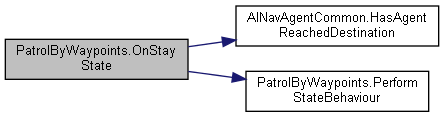 PatrolByWaypoints.OnStay
State
AINavAgentCommon.HasAgent
ReachedDestination
PatrolByWaypoints.Perform
StateBehaviour